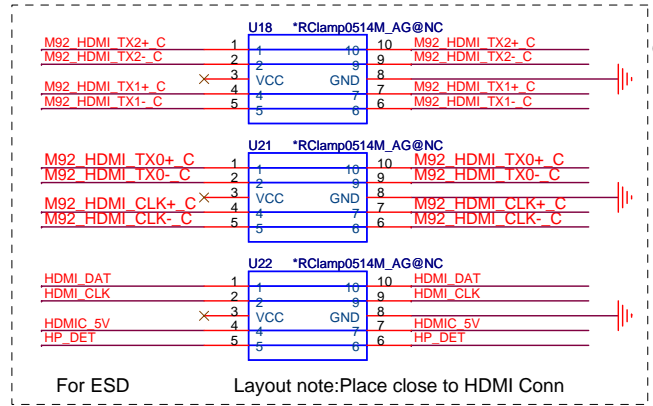 U18 *RClamp0514M_AG@NC
M92_HDMI_TX2+_C 1 1 10 10 M92_HDMI_TX2+_C
M92_HDMI_TX2-_C 2 2 9 9 M92_HDMI_TX2-_C
3 VCC GND 8
M92_HDMI_TX1+_C 4 4 7 7 M92_HDMI_TX1+_C
M92_HDMI_TX1-_C 5 5 6 6 M92_HDMI_TX1-_C
U21 *RClamp0514M_AG@NC
M92_HDMI_TX0+_C 1 1 10 10 M92_HDMI_TX0+_C
M92_HDMI_TX0-_C 2 2 9 9 M92_HDMI_TX0-_C
3 VCC GND 8
M92_HDMI_CLK+_C 4 4 7 7 M92_HDMI_CLK+_C
M92_HDMI_CLK-_C 5 5 6 6 M92_HDMI_CLK-_C
U22 *RClamp0514M_AG@NC
HDMI_DAT 1 1 10 10 HDMI_DAT
HDMI_CLK 2 2 9 9 HDMI_CLK
3 VCC GND 8
HDMIC_5V 4 4 7 7 HDMIC_5V
HP_DET 5 5 6 6 HP_DET
For ESD Layout note:Place close to HDMI Conn